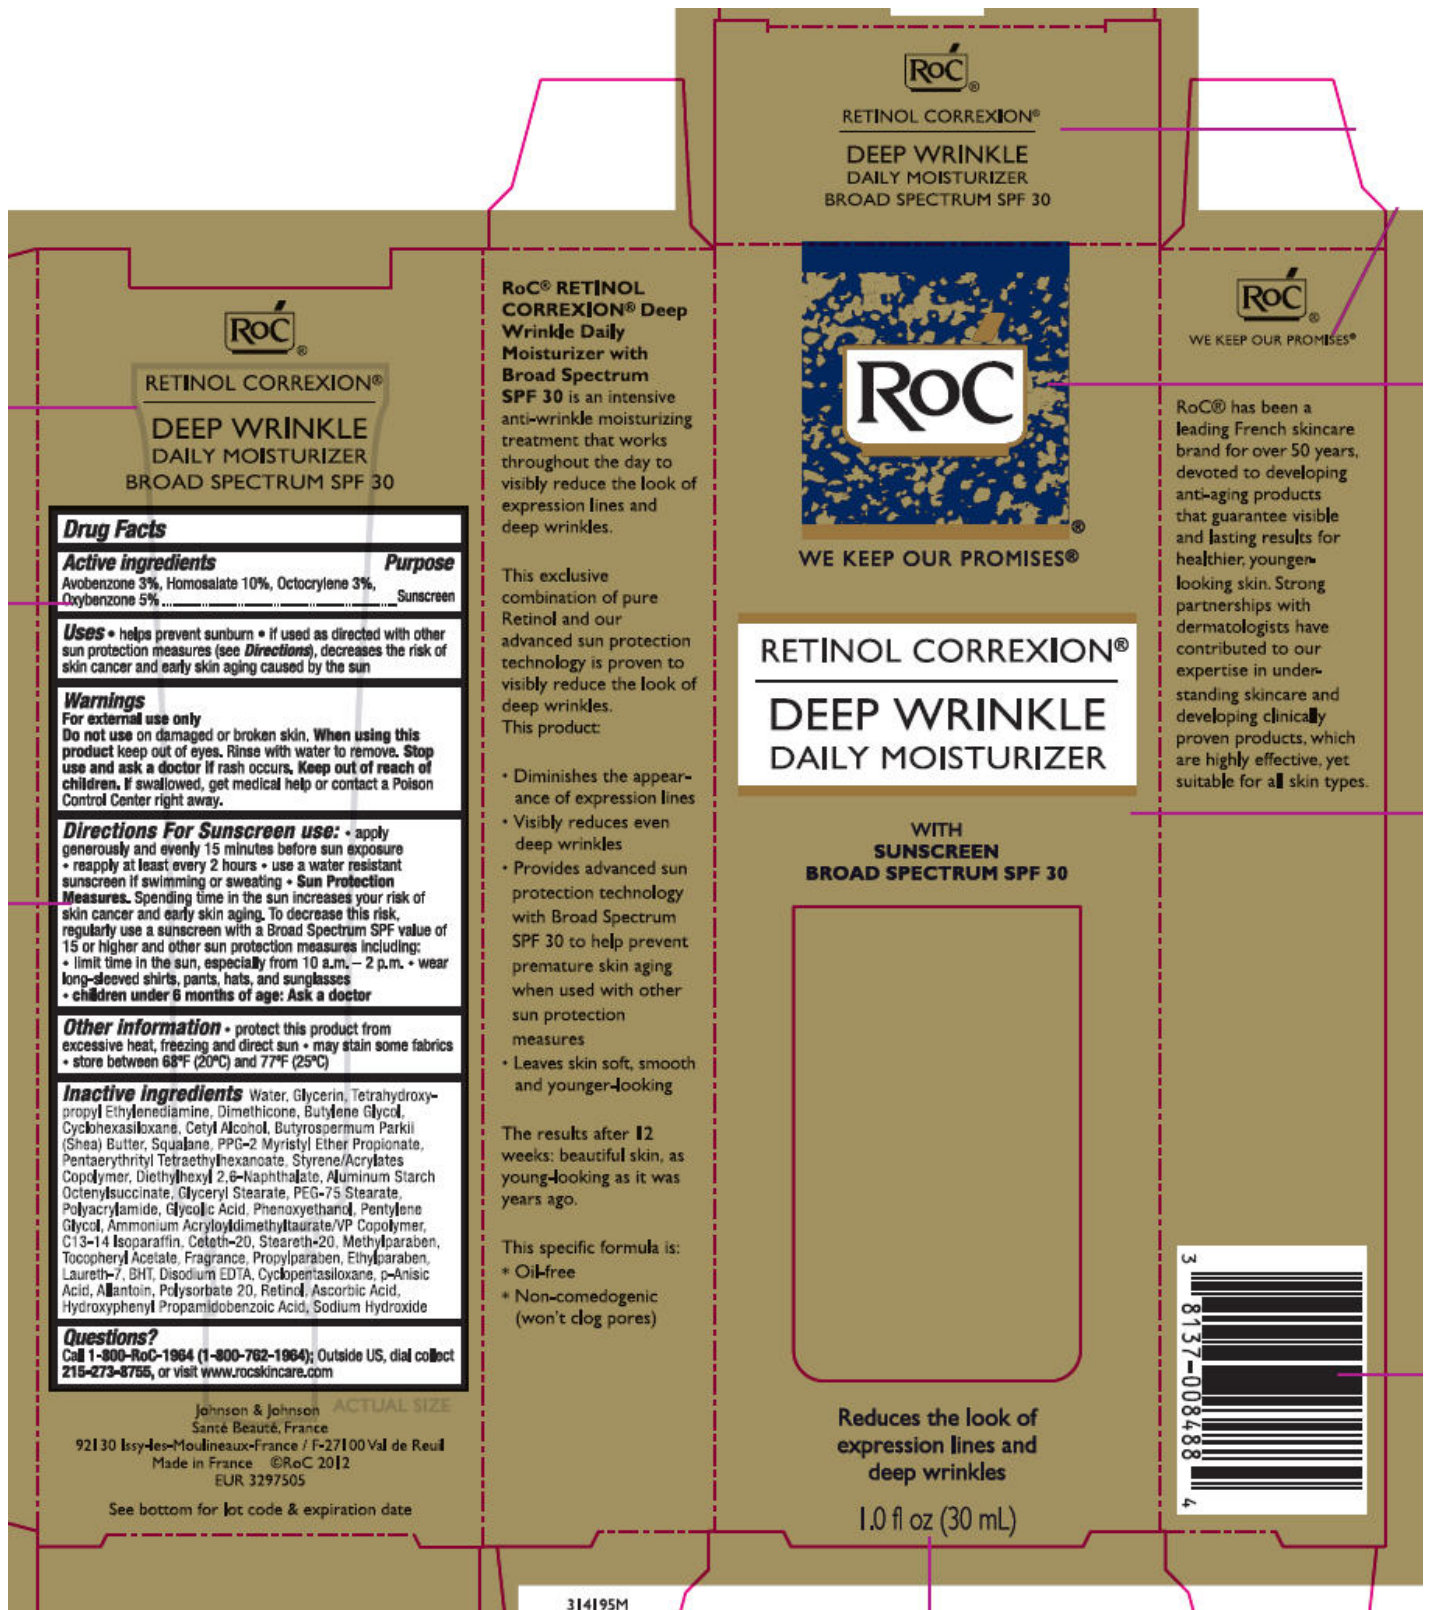 RoC®
RETINOL CORREXION®
DEEP WRINKLE
DAILY MOISTURIZER
BROAD SPECTRUM SPF 30
RoC®
RETINOL CORREXION®
DEEP WRINKLE
DAILY MOISTURIZER
BROAD SPECTRUM SPF 30
Drug Facts
Active ingredients Purpose
Avobenzone 3%, Homosalate 10%, Octocrylene 3%,
Oxybenzone 5% Sunscreen
Uses • helps prevent sunburn • if used as directed with other
sun protection measures (see Directions), decreases the risk of
skin cancer and early skin aging caused by the sun
Warnings
For external use only
Do not use on damaged or broken skin. When using this
product keep out of eyes. Rinse with water to remove. Stop
use and ask a doctor if rash occurs. Keep out of reach of
children. If swallowed, get medical help or contact a Poison
Control Center right away.
Directions For Sunscreen use: • apply
generously and evenly 15 minutes before sun exposure
• reapply at least every 2 hours • use a water resistant
sunscreen if swimming or sweating • Sun Protection
Measures. Spending time in the sun increases your risk of
skin cancer and early skin aging. To decrease this risk,
regularly use a sunscreen with a Broad Spectrum SPF value of
15 or higher and other sun protection measures including:
• limit time in the sun, especially from 10 a.m. – 2 p.m. • wear
long-sleeved shirts, pants, hats, and sunglasses
• children under 6 months of age: Ask a doctor
Other information • protect this product from
excessive heat, freezing and direct sun • may stain some fabrics
• store between 68°F (20°C) and 77°F (25°C)
Inactive ingredients Water, Glycerin, Tetrahydroxy-
propyl Ethylenediamine, Dimethicone, Butylene Glycol,
Cyclohexasiloxane, Cetyl Alcohol, Butyrospermum Parkii
(Shea) Butter, Squalane, PPG-2 Myristyl Ether Propionate,
Pentaerythrityl Tetraethylhexanoate, Styrene/Acrylates
Copolymer, Diethylhexyl 2,6-Naphthalate, Aluminum Starch
Octenylsuccinate, Glyceryl Stearate, PEG-75 Stearate,
Polyacrylamide, Glycolic Acid, Phenoxyethanol, Pentylene
Glycol, Ammonium Acryloyldimethyltaurate/VP Copolymer,
C13-14 Isoparaffin, Ceteth-20, Steareth-20, Methylparaben,
Tocopheryl Acetate, Fragrance, Propylparaben, Ethylparaben,
Laureth-7, BHT, Disodium EDTA, Cyclopentasiloxane, p-Anisic
Acid, Allantoin, Polysorbate 20, Retinol, Ascorbic Acid,
Hydroxyphenyl Propamidobenzoic Acid, Sodium Hydroxide
Questions?
Call 1-800-RoC-1964 (1-800-762-1964); Outside US, dial collect
215-273-8755, or visit www.rocskincare.com
ACTUAL SIZE
Johnson & Johnson
Santé Beauté, France
92130 Issy-les-Moulineaux-France / F-27100 Val de Reuil
Made in France ©RoC 2012
EUR 3297505
See bottom for lot code & expiration date
RoC® RETINOL
CORREXION® Deep
Wrinkle Daily
Moisturizer with
Broad Spectrum
SPF 30 is an intensive
anti-wrinkle moisturizing
treatment that works
throughout the day to
visibly reduce the look of
expression lines and
deep wrinkles.
This exclusive
combination of pure
Retinol and our
advanced sun protection
technology is proven to
visibly reduce the look of
deep wrinkles.
This product:
• Diminishes the appear-
ance of expression lines
• Visibly reduces even
deep wrinkles
• Provides advanced sun
protection technology
with Broad Spectrum
SPF 30 to help prevent
premature skin aging
when used with other
sun protection
measures
• Leaves skin soft, smooth
and younger-looking
The results after 12
weeks: beautiful skin, as
young-looking as it was
years ago.
This specific formula is:
* Oil-free
* Non-comedogenic
(won't clog pores)
RoC®
WE KEEP OUR PROMISES®
RETINOL CORREXION®
DEEP WRINKLE
DAILY MOISTURIZER
WITH
SUNSCREEN
BROAD SPECTRUM SPF 30
Reduces the look of
expression lines and
deep wrinkles
1.0 fl oz (30 mL)
RoC®
WE KEEP OUR PROMISES®
RoC® has been a
leading French skincare
brand for over 50 years,
devoted to developing
anti-aging products
that guarantee visible
and lasting results for
healthier, younger-
looking skin. Strong
partnerships with
dermatologists have
contributed to our
expertise in under-
standing skincare and
developing clinically
proven products, which
are highly effective, yet
suitable for all skin types.
3 8137-008488 4
314195M